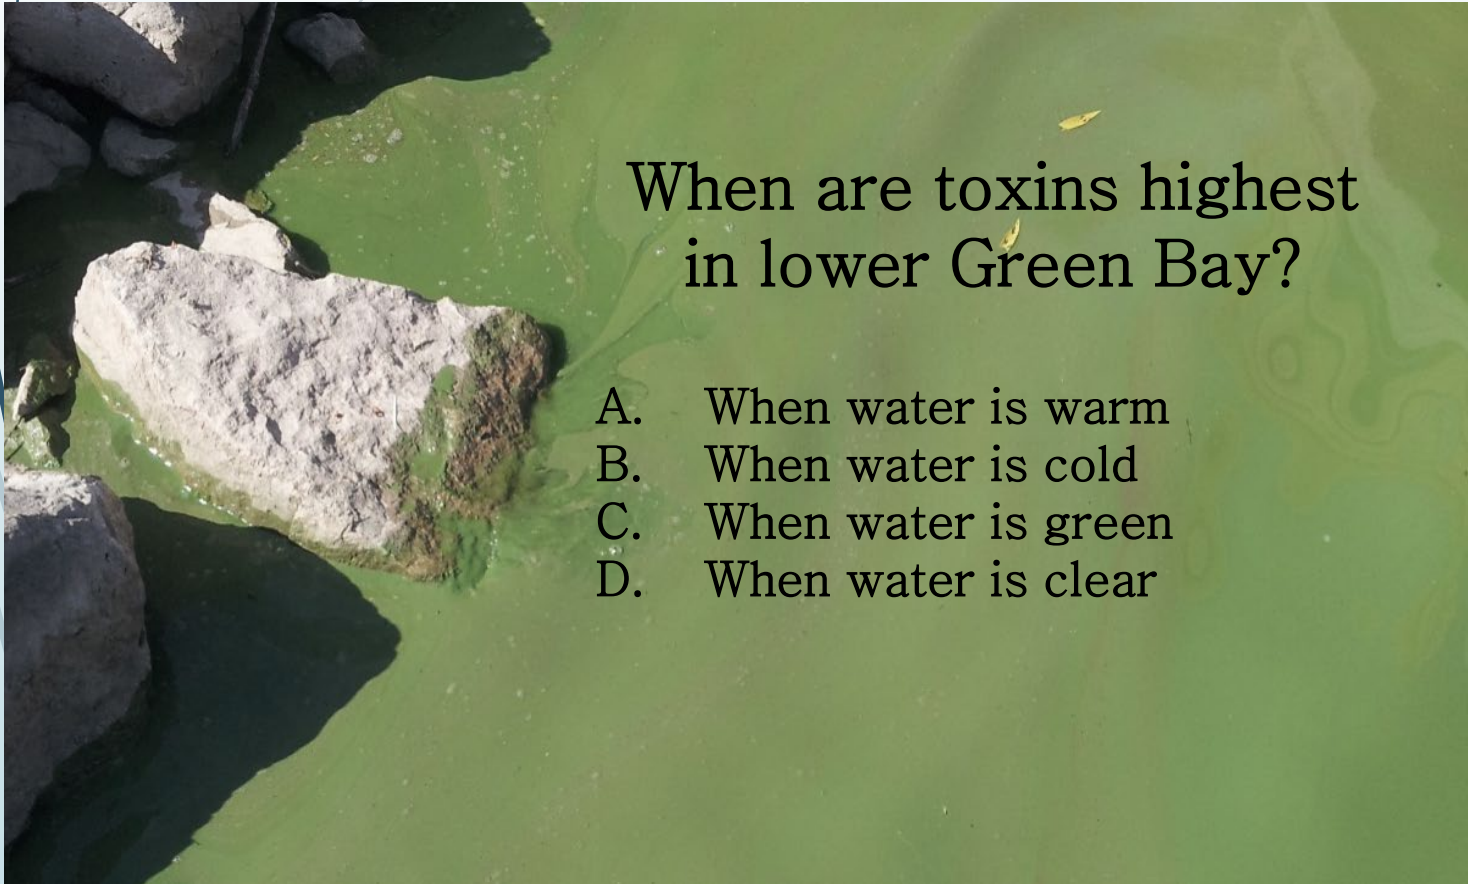 When are toxins highest
in lower Green Bay?
A. When water is warm
B. When water is cold
C. When water is green
D. When water is clear